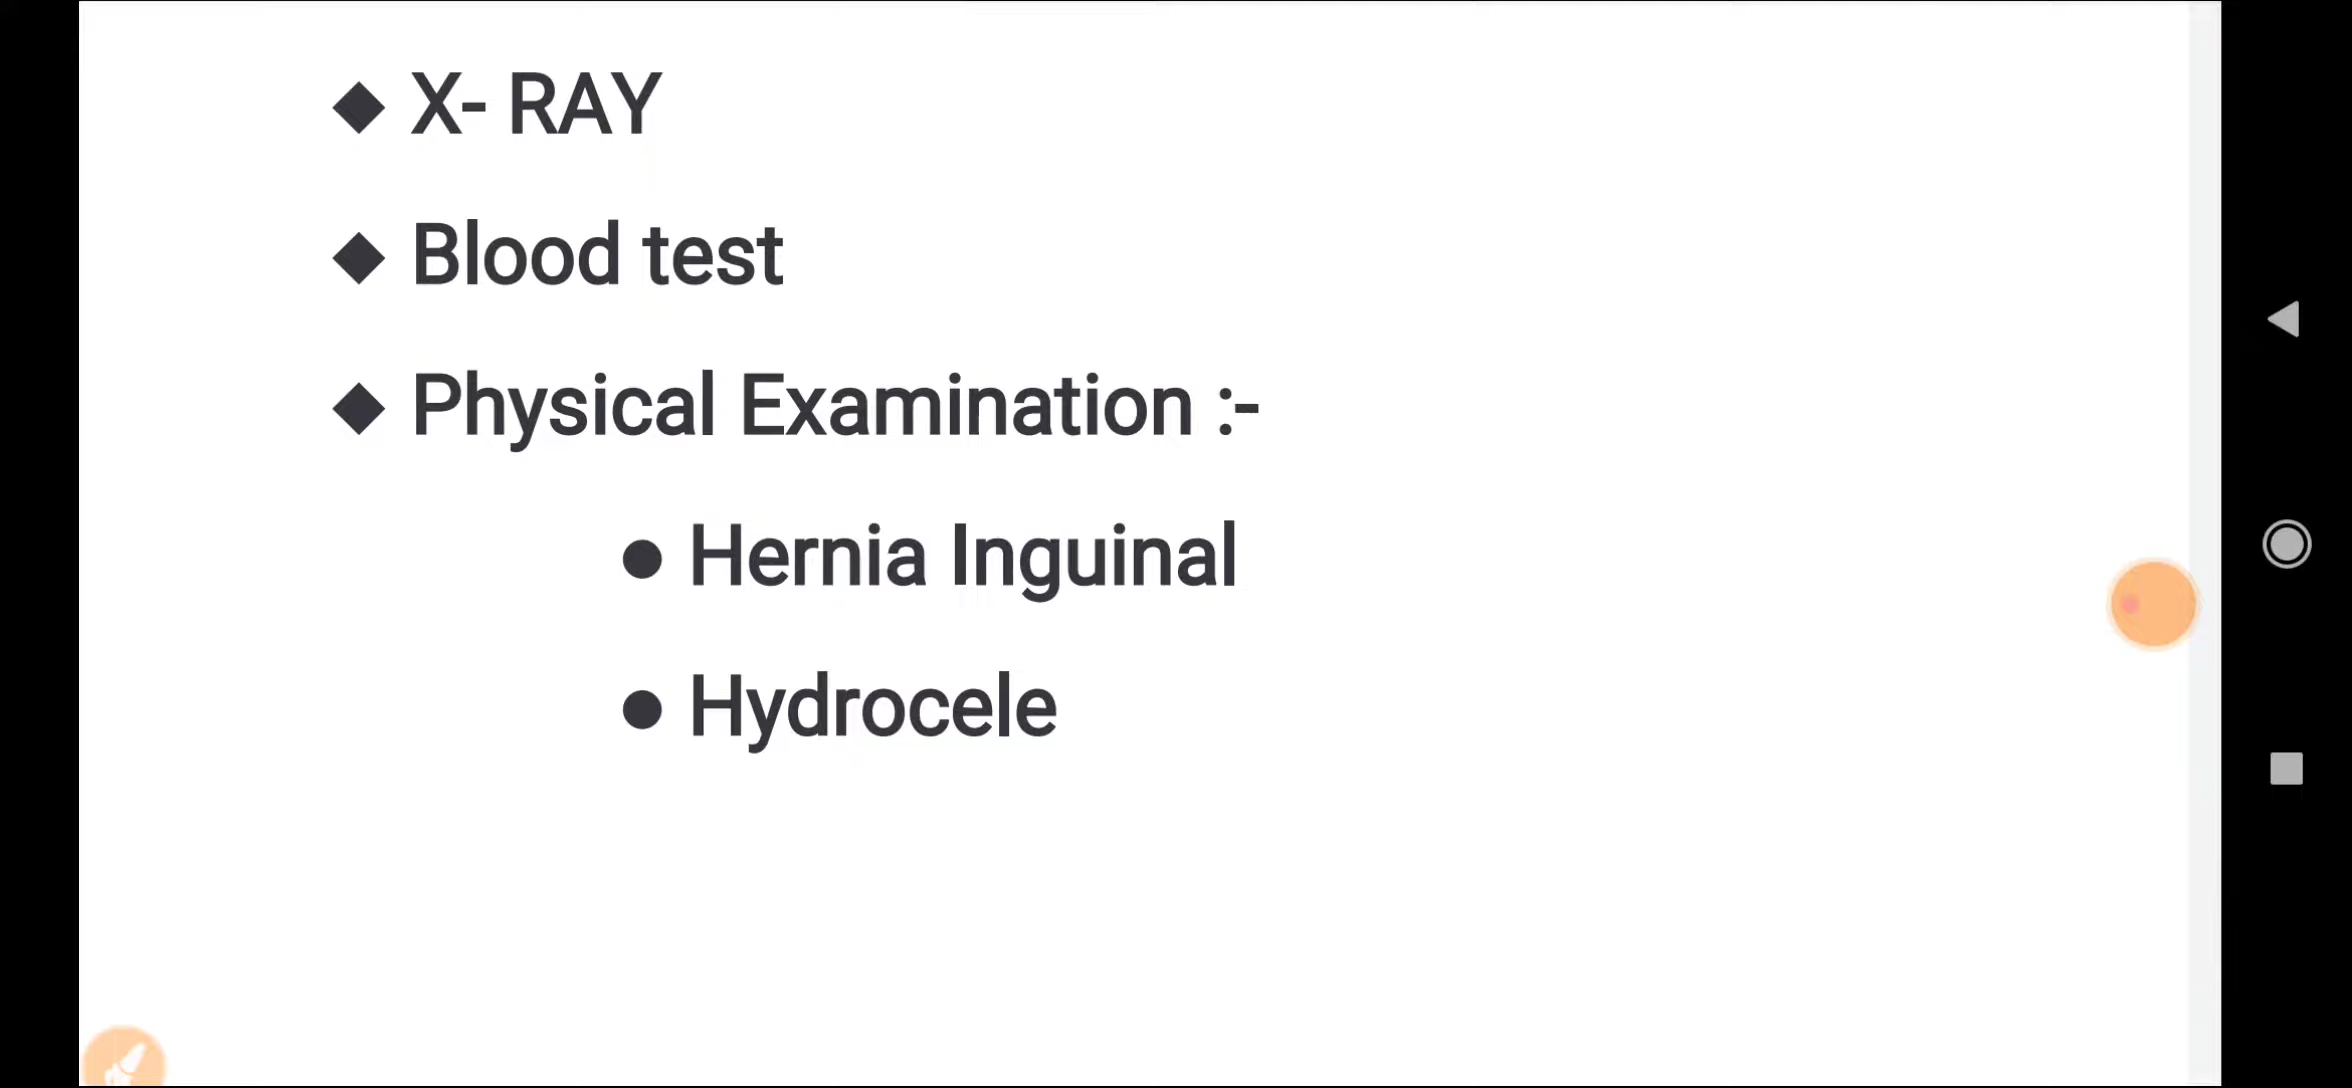 ◆ X- RAY
◆ Blood test
◆ Physical Examination :-
● Hernia Inguinal
● Hydrocele